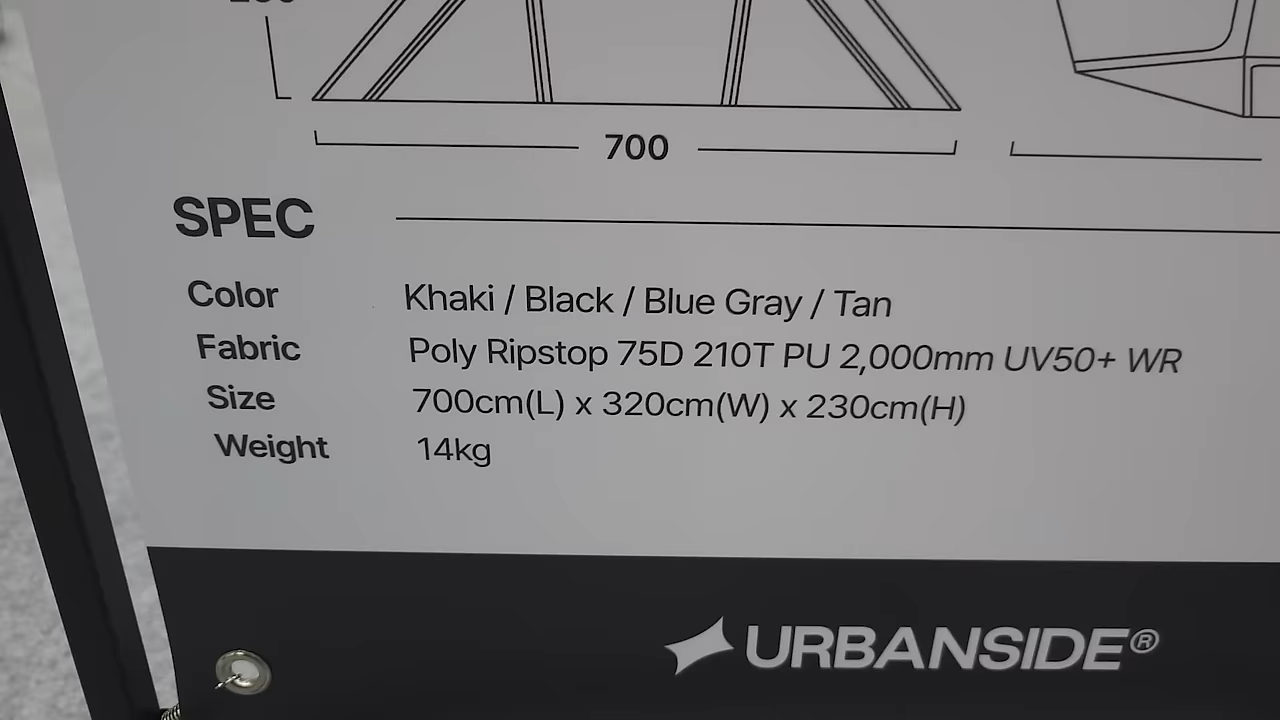 700
SPEC
Color Khaki / Black / Blue Gray / Tan
Fabric Poly Ripstop 75D 210T PU 2,000mm UV50+ WR
Size 700cm(L) x 320cm(W) x 230cm(H)
Weight 14kg
URBANSIDE®